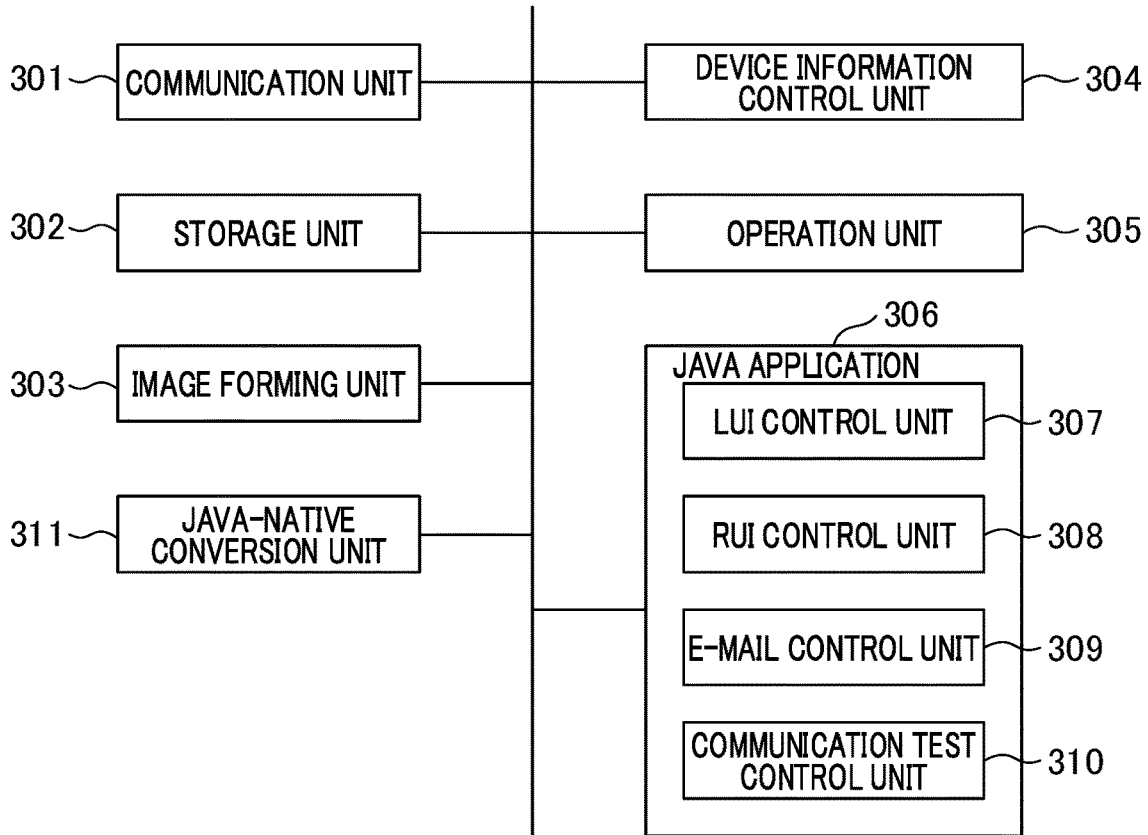 301
COMMUNICATION UNIT
DEVICE INFORMATION
CONTROL UNIT
304
302
STORAGE UNIT
OPERATION UNIT
305
303
IMAGE FORMING UNIT
306
JAVA APPLICATION
LUI CONTROL UNIT
307
311
JAVA-NATIVE
CONVERSION UNIT
RUI CONTROL UNIT
308
E-MAIL CONTROL UNIT
309
COMMUNICATION TEST
CONTROL UNIT
310